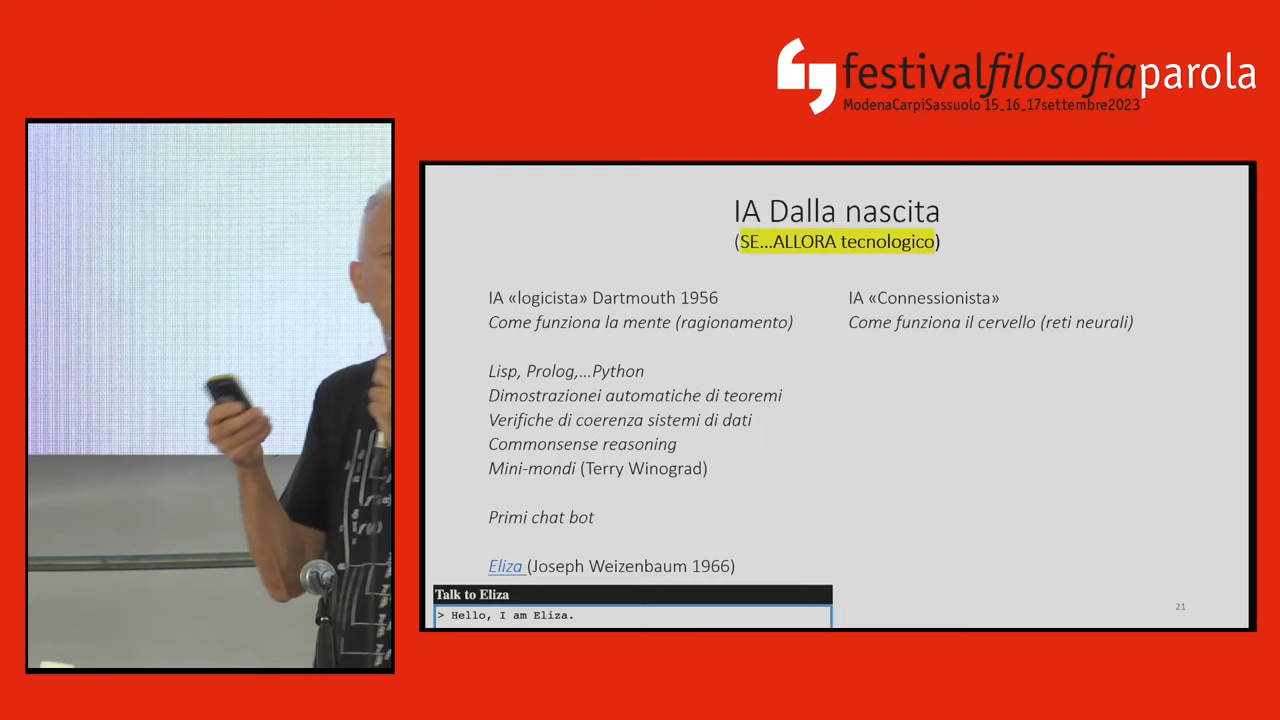 festivalfilosofiaparola
ModenaCarpiSassuolo 15_16_17settembre2023
IA Dalla nascita
(SE...ALLORA tecnologico)
IA «logicista» Dartmouth 1956
Come funziona la mente (ragionamento)
Lisp, Prolog,...Python
Dimostrazionei automatiche di teoremi
Verifiche di coerenza sistemi di dati
Commonsense reasoning
Mini-mondi (Terry Winograd)
Primi chat bot
Eliza (Joseph Weizenbaum 1966)
Talk to Eliza
> Hello, I am Eliza.
IA «Connessionista»
Come funziona il cervello (reti neurali)
21